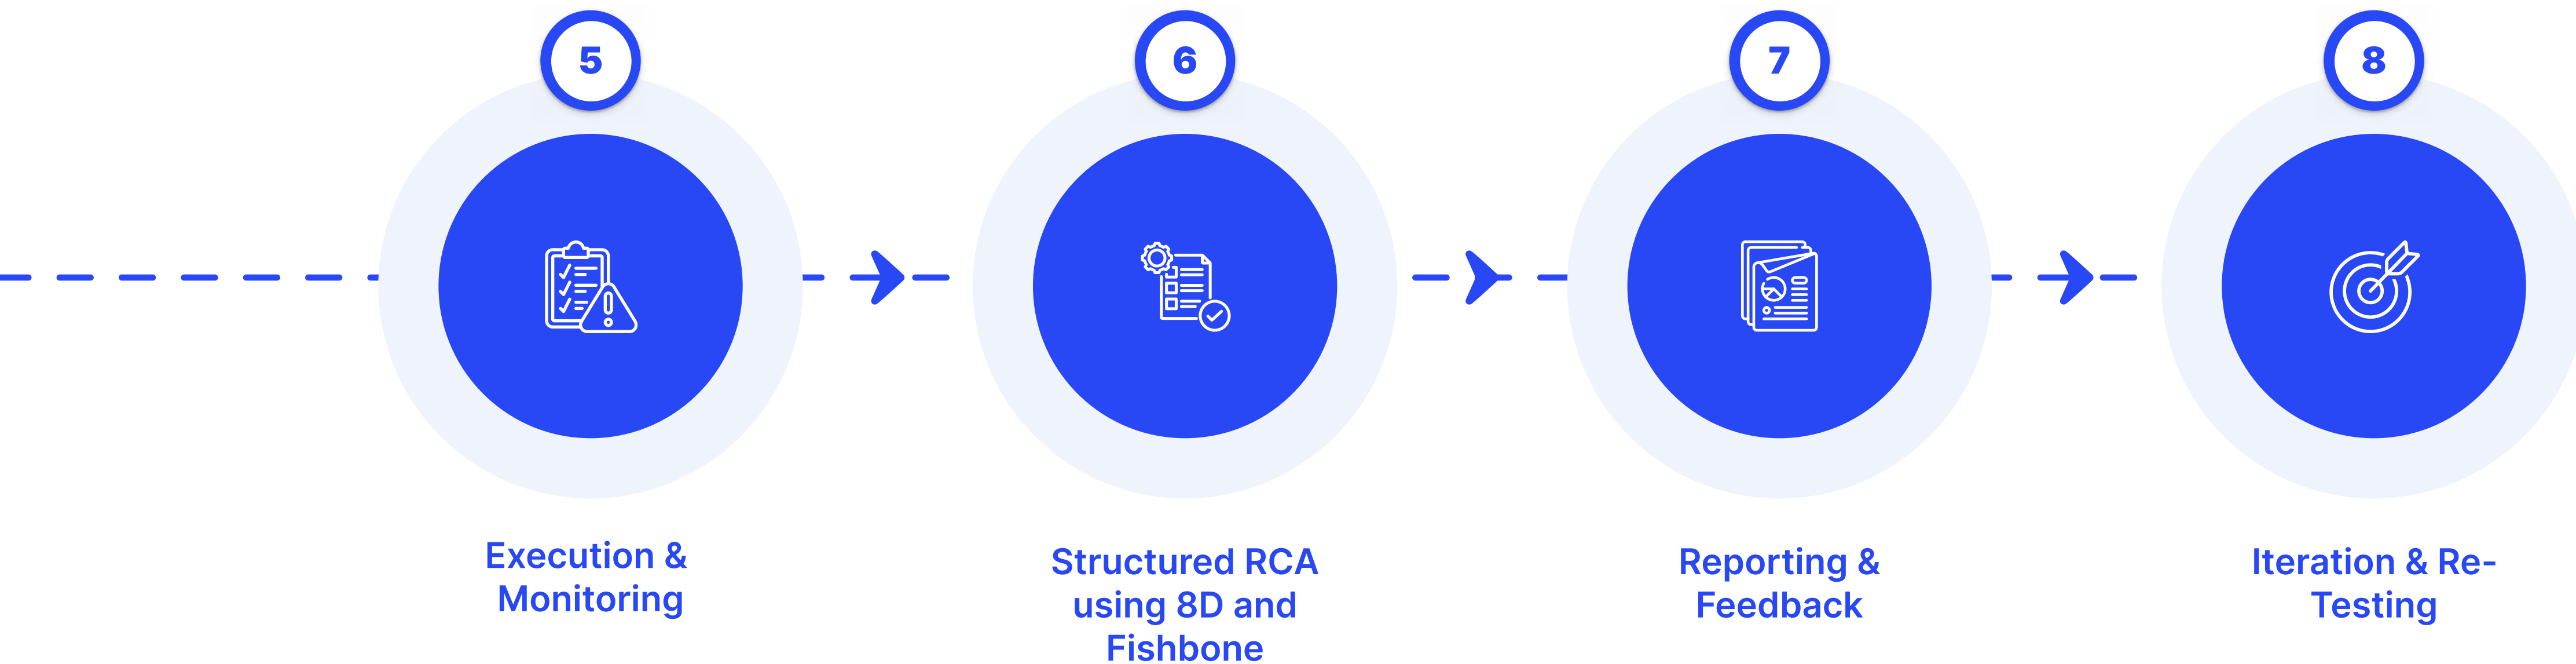 5
6
7
8
Execution &
Monitoring
Structured RCA
using 8D and
Fishbone
Reporting &
Feedback
Iteration & Re-
Testing